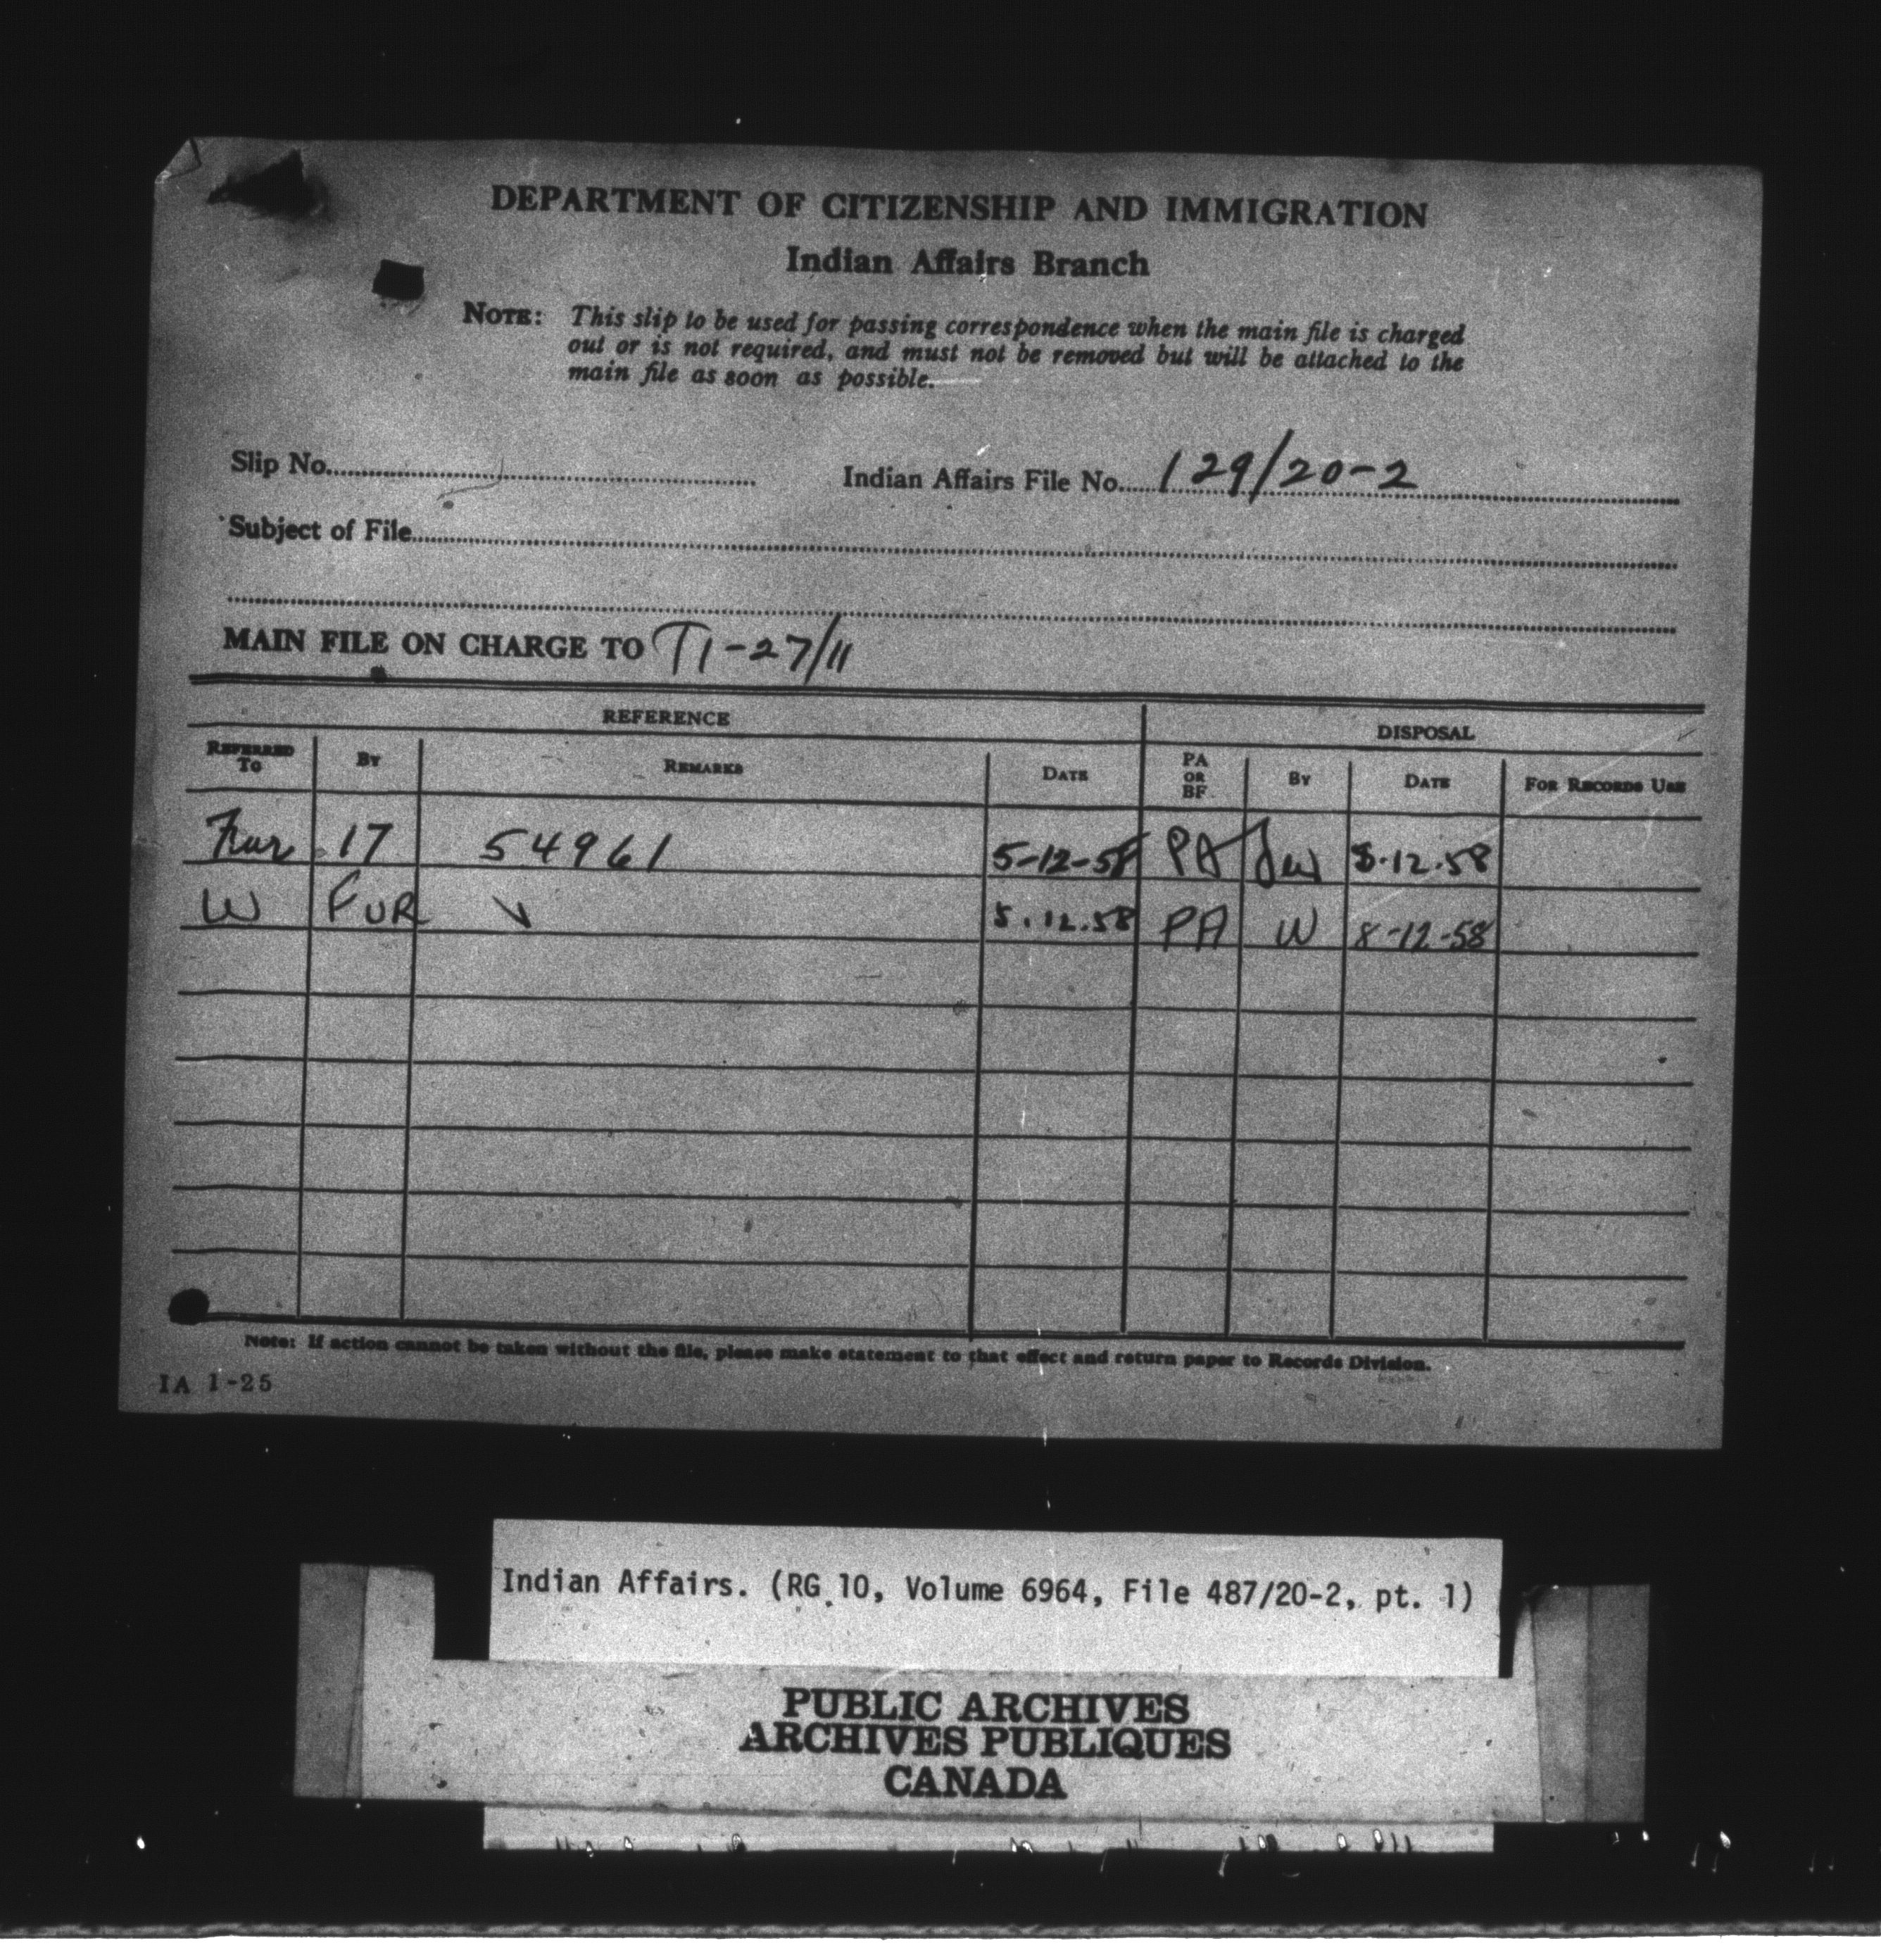 DEPARTMENT OF CITIZENSHIP AND IMMIGRATION
Indian Affairs Branch
NOTE: This slip to be used for passing correspondence when the main file is charged
out or is not required, and must not be removed but will be attached to the
main file as soon as possible.
Slip No. Indian Affairs File No. 129/20-2
Subject of File
MAIN FILE ON CHARGE TO T1-27/11
REFERENCE DISPOSAL
REFERRED TO BY REMARKS DATE PA OR BF BY DATE FOR RECORDS USE
Fur 17 54961 5-12-58 PA 5.12.58
W FUR 5.12.58 PA W 8-12-58
Note: If action cannot be taken without the file, please make statement to that effect and return paper to Records Division.
IA 1-25
Indian Affairs. (RG 10, Volume 6964, File 487/20-2, pt. 1)
PUBLIC ARCHIVES
ARCHIVES PUBLIQUES
CANADA